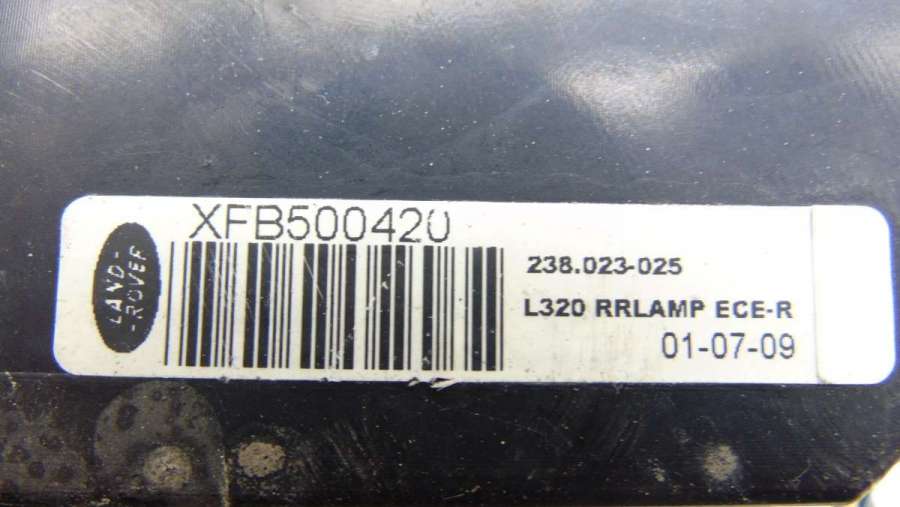 XFB500420
LAND-
-ROVER
238.023-025
L320 RRLAMP ECE-R
01-07-09